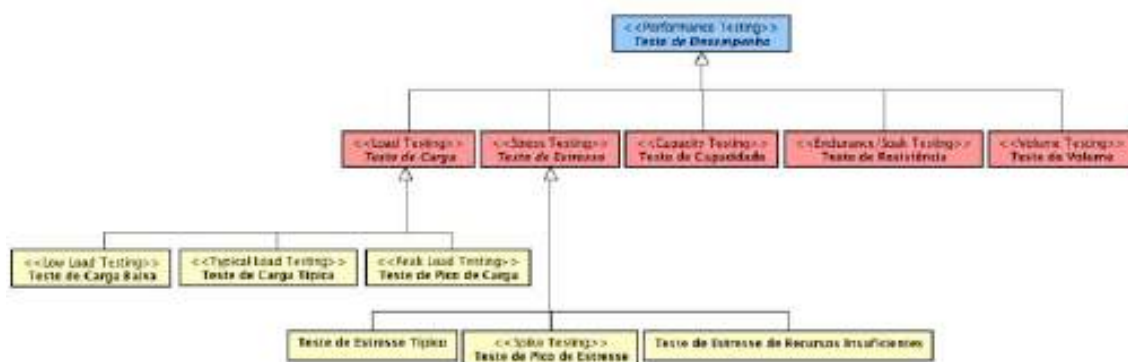 <<Performance Testing>>
Teste de Desempenho
<<Load Testing>>
Teste de Carga
<<Stress Testing>>
Teste de Estresse
<<Capacity Testing>>
Teste de Capacidade
<<Endurance/Soak Testing>>
Teste de Resistência
<<Volume Testing>>
Teste de Volume
<<Low Load Testing>>
Teste de Carga Baixa
<<Typical Load Testing>>
Teste de Carga Típica
<<Peak Load Testing>>
Teste de Pico de Carga
Teste de Estresse Típico
<<Spike Testing>>
Teste de Pico de Estresse
Teste de Estresse de Recursos Insuficientes